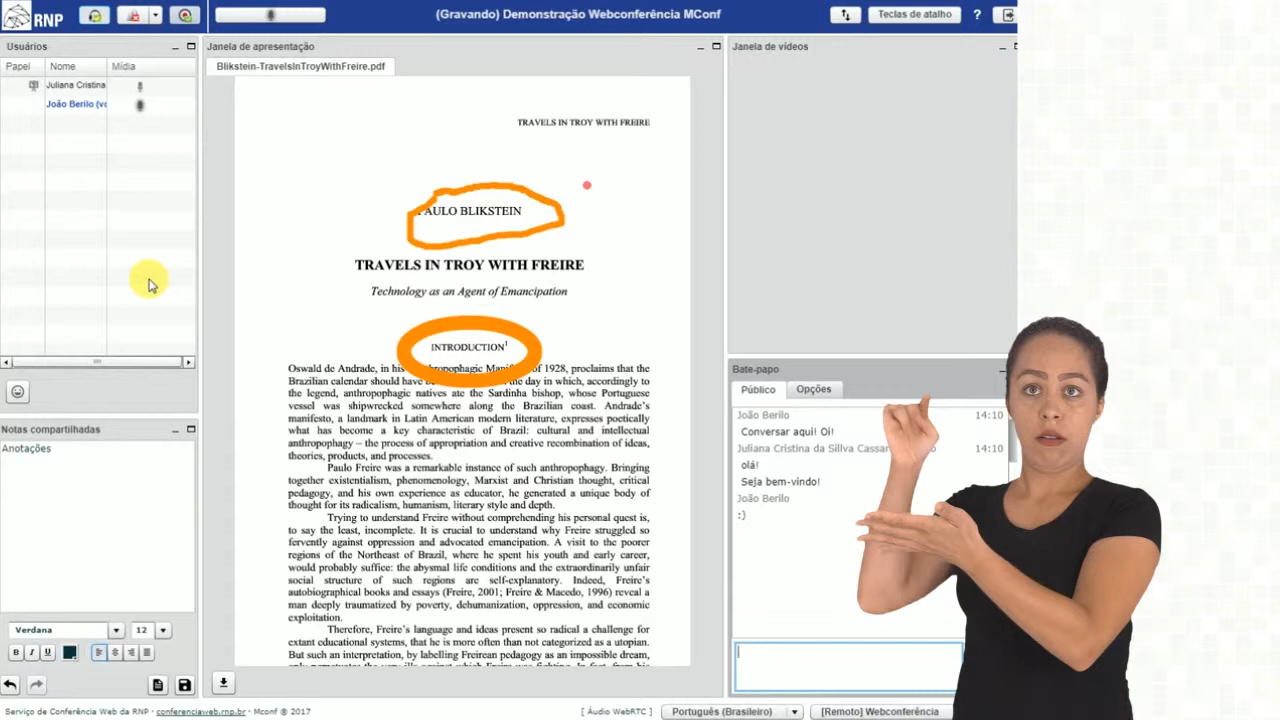 RNP
(Gravando) Demonstração Webconferência MConf
Teclas de atalho
?
Usuários
Papel Nome Mídia
Juliana Cristina
João Berilo (vo
Notas compartilhadas
Anotações
Verdana 12
B I U
Serviço de Conferência Web da RNP · conferenciaweb.rnp.br · Mconf ® 2017
Janela de apresentação
Blikstein-TravelsInTroyWithFreire.pdf
TRAVELS IN TROY WITH FREIRE
PAULO BLIKSTEIN
TRAVELS IN TROY WITH FREIRE
Technology as an Agent of Emancipation
INTRODUCTION1
Oswald de Andrade, in his Anthropophagic of 1928, proclaims that the
Brazilian calendar should have the day in which, accordingly to
the legend, anthropophagic natives ate the Sardinha bishop, whose Portuguese
vessel was shipwrecked somewhere along the Brazilian coast. Andrade's
manifesto, a landmark in Latin American modern literature, expresses poetically
what has become a key characteristic of Brazil: cultural and intellectual
anthropophagy – the process of appropriation and creative recombination of ideas,
theories, products, and processes.
Paulo Freire was a remarkable instance of such anthropophagy. Bringing
together existentialism, phenomenology, Marxist and Christian thought, critical
pedagogy, and his own experience as educator, he generated a unique body of
thought for its radicalism, humanism, literary style and depth.
Trying to understand Freire without comprehending his personal quest is,
to say the least, incomplete. It is crucial to understand why Freire struggled so
fervently against oppression and advocated emancipation. A visit to the poorer
regions of the Northeast of Brazil, where he spent his youth and early career,
would probably suffice: the abysmal life conditions and the extraordinarily unfair
social structure of such regions are self-explanatory. Indeed, Freire's
autobiographical books and essays (Freire, 2001; Freire & Macedo, 1996) reveal a
man deeply traumatized by poverty, dehumanization, oppression, and economic
exploitation.
Therefore, Freire's language and ideas present so radical a challenge for
extant educational systems, that he is more often than not categorized as a utopian.
But such an interpretation, by labelling Freirean pedagogy as an impossible dream,
Janela de vídeos
Bate-papo
Público Opções
João Berilo 14:10
Conversar aqui! Oi!
Juliana Cristina da Sillva Cassar 14:10
olá!
Seja bem-vindo!
João Berilo
:)
[ Áudio WebRTC ] Português (Brasileiro) [Remoto] Webconferência